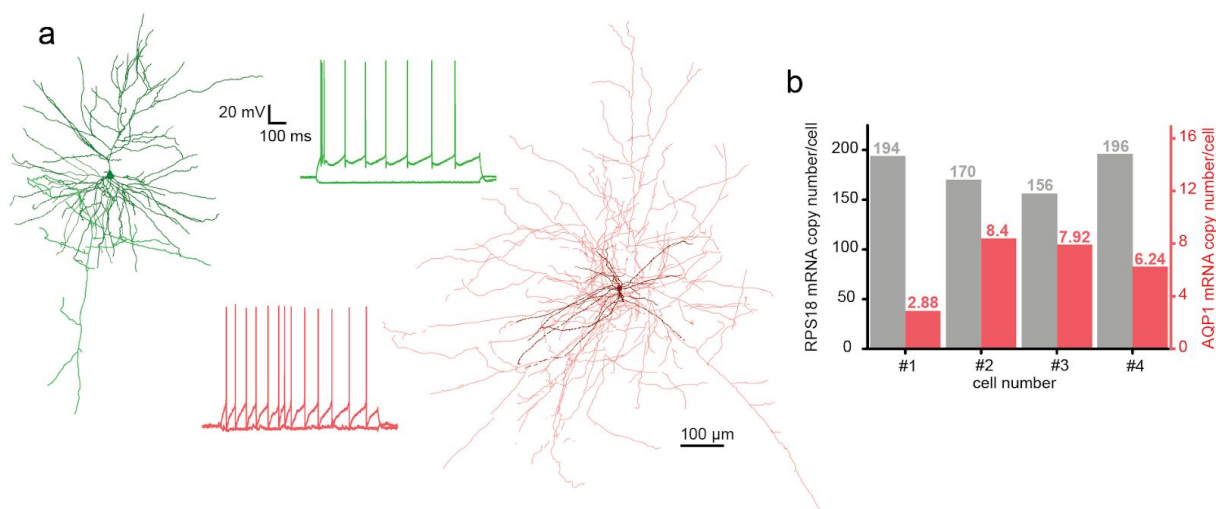 a
20 mV
100 ms
100 µm
b
RPS18 mRNA copy number/cell
200
150
100
50
0
194
170
156
196
2.88
8.4
7.92
6.24
16
12
8
4
0
AQP1 mRNA copy number/cell
#1
#2
#3
#4
cell number